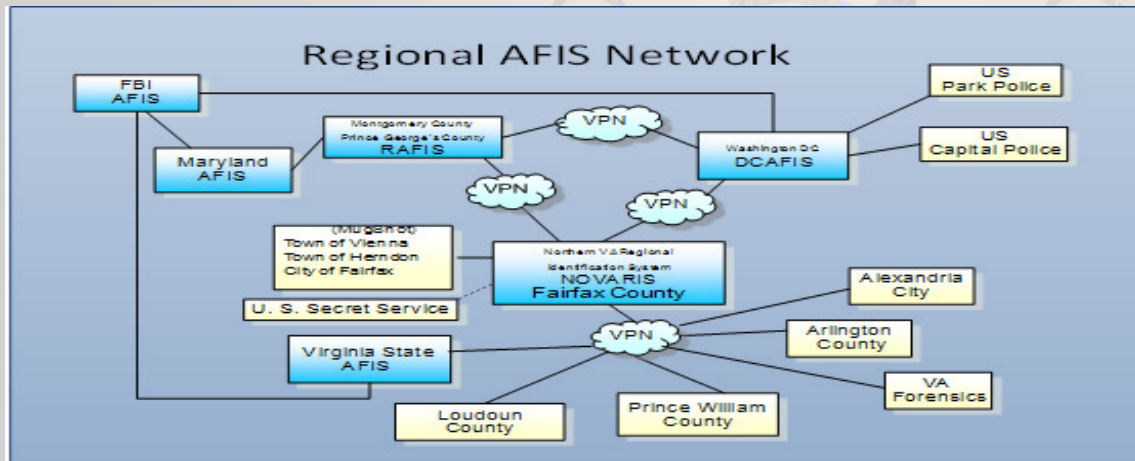 Regional AFIS Network
FBI
AFIS
US
Park Police
Montgomery County
Prince George's County
RAFIS
VPN
Washington DC
DCAFIS
US
Capital Police
Maryland
AFIS
VPN
VPN
(Mugshot)
Town of Vienna
Town of Herndon
City of Fairfax
Northern VA Regional
Identification System
NOVARIS
Fairfax County
U. S. Secret Service
Alexandria
City
VPN
Arlington
County
Virginia State
AFIS
VA
Forensics
Loudoun
County
Prince William
County